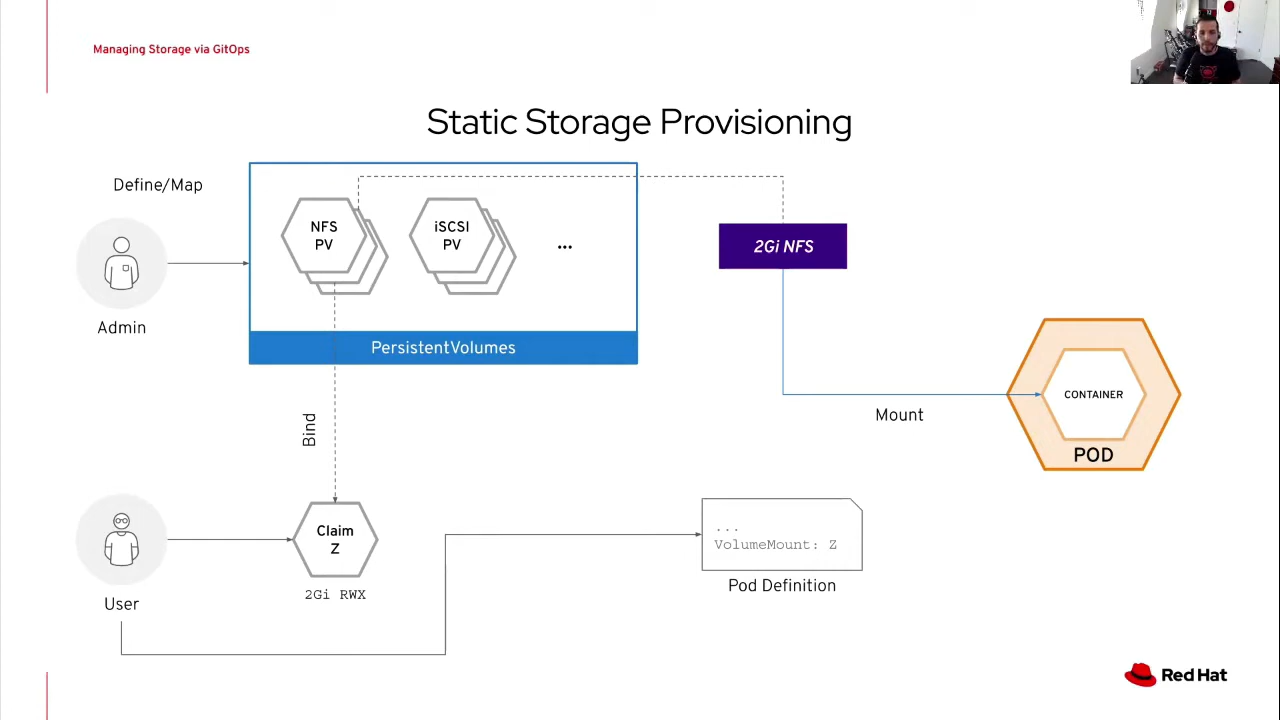 Managing Storage via GitOps
Static Storage Provisioning
Define/Map
Admin
NFS
PV
iSCSI
PV
...
PersistentVolumes
2Gi NFS
Bind
Mount
CONTAINER
POD
User
Claim
Z
2Gi RWX
...
VolumeMount: Z
Pod Definition
Red Hat